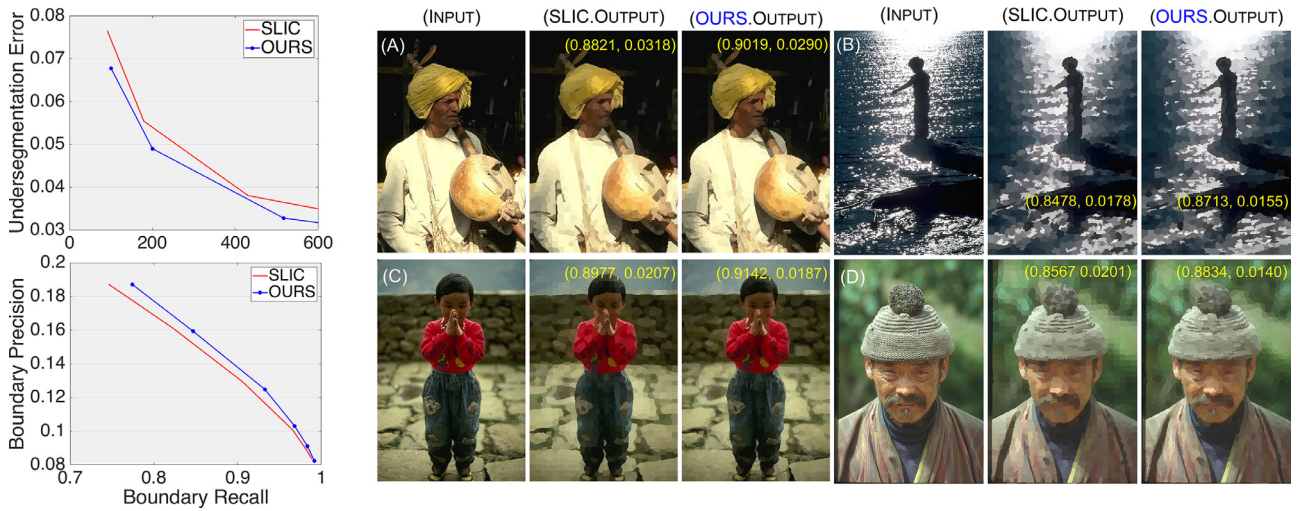 Undersegmentation Error
0.08
0.07
0.06
0.05
0.04
0.03
0
200
400
600
SLIC
OURS
Boundary Precision
0.2
0.18
0.16
0.14
0.12
0.1
0.08
0.7
0.8
0.9
1
Boundary Recall
SLIC
OURS
(INPUT)
(SLIC.OUTPUT)
(OURS.OUTPUT)
(INPUT)
(SLIC.OUTPUT)
(OURS.OUTPUT)
(A)
(0.8821, 0.0318)
(0.9019, 0.0290)
(B)
(0.8478, 0.0178)
(0.8713, 0.0155)
(C)
(0.8977, 0.0207)
(0.9142, 0.0187)
(D)
(0.8567 0.0201)
(0.8834, 0.0140)